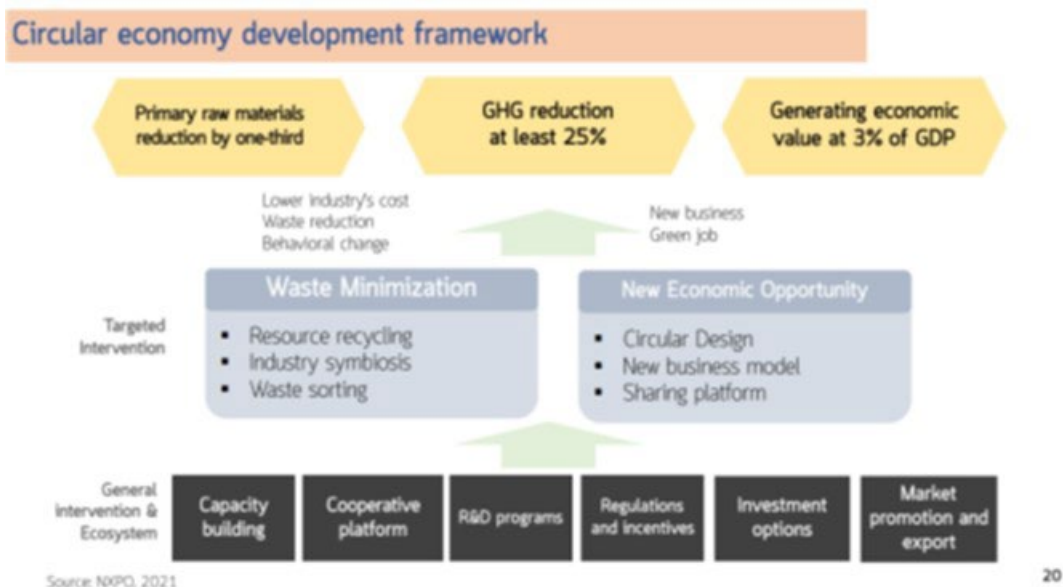 Circular economy development framework
Primary raw materials
reduction by one-third
GHG reduction
at least 25%
Generating economic
value at 3% of GDP
Lower industry's cost
Waste reduction
Behavioral change
New business
Green job
Targeted
Intervention
Waste Minimization
▪ Resource recycling
▪ Industry symbiosis
▪ Waste sorting
New Economic Opportunity
▪ Circular Design
▪ New business model
▪ Sharing platform
General
intervention &
Ecosystem
Capacity
building
Cooperative
platform
R&D programs
Regulations
and incentives
Investment
options
Market
promotion and
export
Source: NXPO, 2021
20